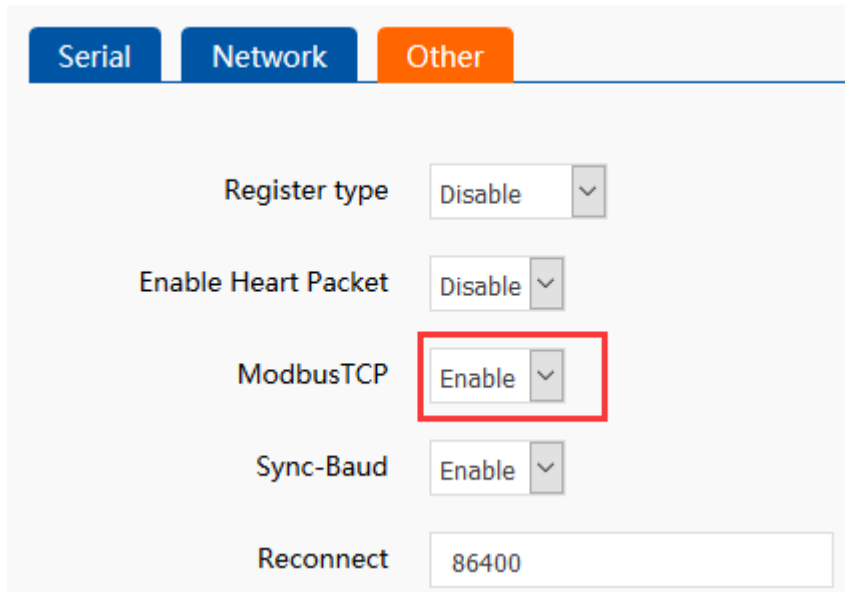 Serial Network Other
Register type Disable
Enable Heart Packet Disable
ModbusTCP Enable
Sync-Baud Enable
Reconnect 86400